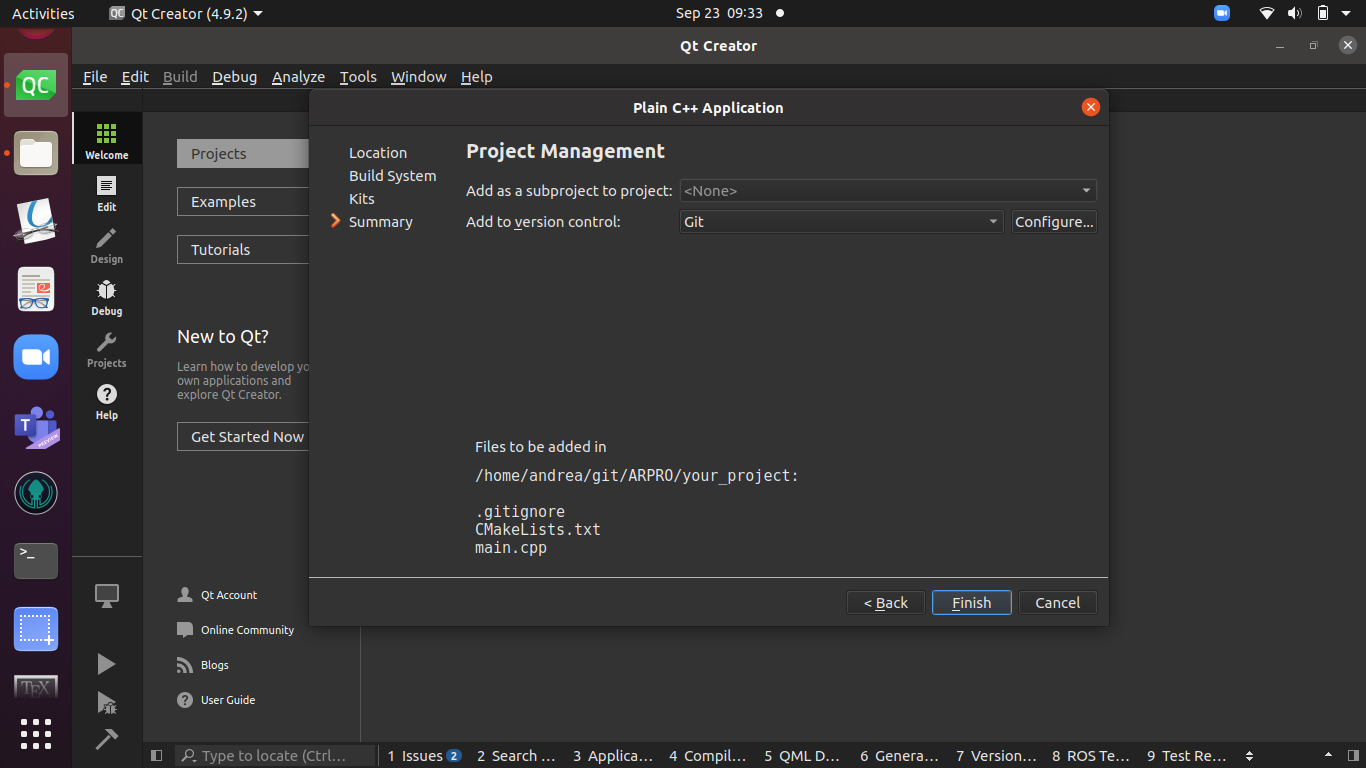 Activities
Qt Creator (4.9.2)
Sep 23 09:33
QC
Qt Creator
File Edit Build Debug Analyze Tools Window Help
Plain C++ Application
Welcome
Edit
Design
Debug
Projects
Help
Projects
Examples
Tutorials
New to Qt?
Learn how to develop yo
own applications and
explore Qt Creator.
Get Started Now
Qt Account
Online Community
Blogs
User Guide
Location
Build System
Kits
Summary
Project Management
Add as a subproject to project: <None>
Add to version control: Git Configure...
Files to be added in
/home/andrea/git/ARPRO/your_project:
.gitignore
CMakeLists.txt
main.cpp
< Back Finish Cancel
QC
T
PREVIEW
>_
TEX
Type to locate (Ctrl... 1 Issues 2 2 Search ... 3 Applica... 4 Compil... 5 QML D... 6 Genera... 7 Version... 8 ROS Te... 9 Test Re...